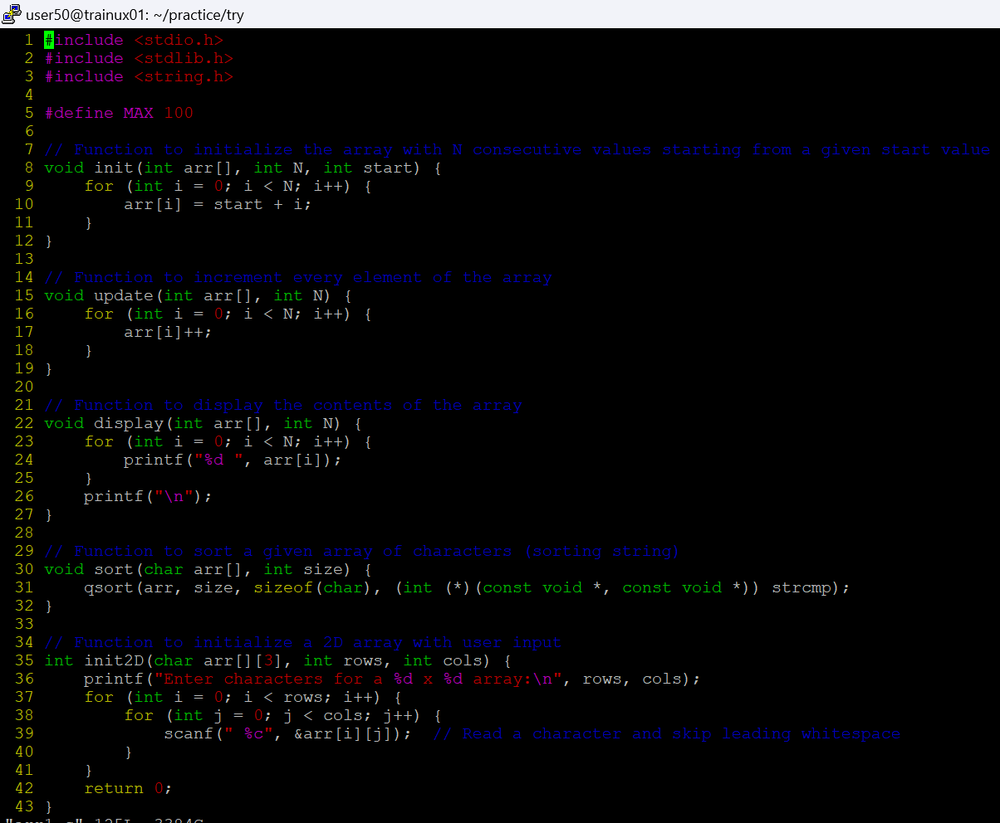 user50@trainux01: ~/practice/try
1 #include <stdio.h>
2 #include <stdlib.h>
3 #include <string.h>
4
5 #define MAX 100
6
7 // Function to initialize the array with N consecutive values starting from a given start value
8 void init(int arr[], int N, int start) {
9     for (int i = 0; i < N; i++) {
10         arr[i] = start + i;
11     }
12 }
13
14 // Function to increment every element of the array
15 void update(int arr[], int N) {
16     for (int i = 0; i < N; i++) {
17         arr[i]++;
18     }
19 }
20
21 // Function to display the contents of the array
22 void display(int arr[], int N) {
23     for (int i = 0; i < N; i++) {
24         printf("%d ", arr[i]);
25     }
26     printf("\n");
27 }
28
29 // Function to sort a given array of characters (sorting string)
30 void sort(char arr[], int size) {
31     qsort(arr, size, sizeof(char), (int (*)(const void *, const void *)) strcmp);
32 }
33
34 // Function to initialize a 2D array with user input
35 int init2D(char arr[][3], int rows, int cols) {
36     printf("Enter characters for a %d x %d array:\n", rows, cols);
37     for (int i = 0; i < rows; i++) {
38         for (int j = 0; j < cols; j++) {
39             scanf(" %c", &arr[i][j]);  // Read a character and skip leading whitespace
40         }
41     }
42     return 0;
43 }